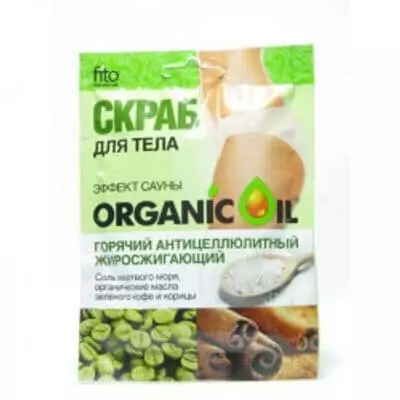 fito
СКРАБ
ДЛЯ ТЕЛА
ЭФФЕКТ САУНЫ
ORGANIC OIL
ГОРЯЧИЙ АНТИЦЕЛЛЮЛИТНЫЙ
ЖИРОСЖИГАЮЩИЙ
Соль мертвого моря,
органические масла
зеленого кофе и корицы